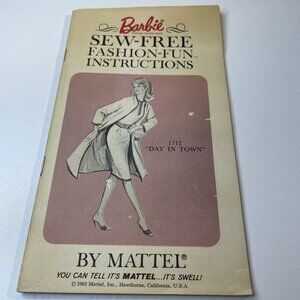 Barbie
SEW-FREE
FASHION-FUN™
INSTRUCTIONS
1712
"DAY IN TOWN"
BY MATTEL®
YOU CAN TELL IT'S MATTEL...IT'S SWELL!
© 1963 Mattel, Inc., Hawthorne, California, U.S.A.